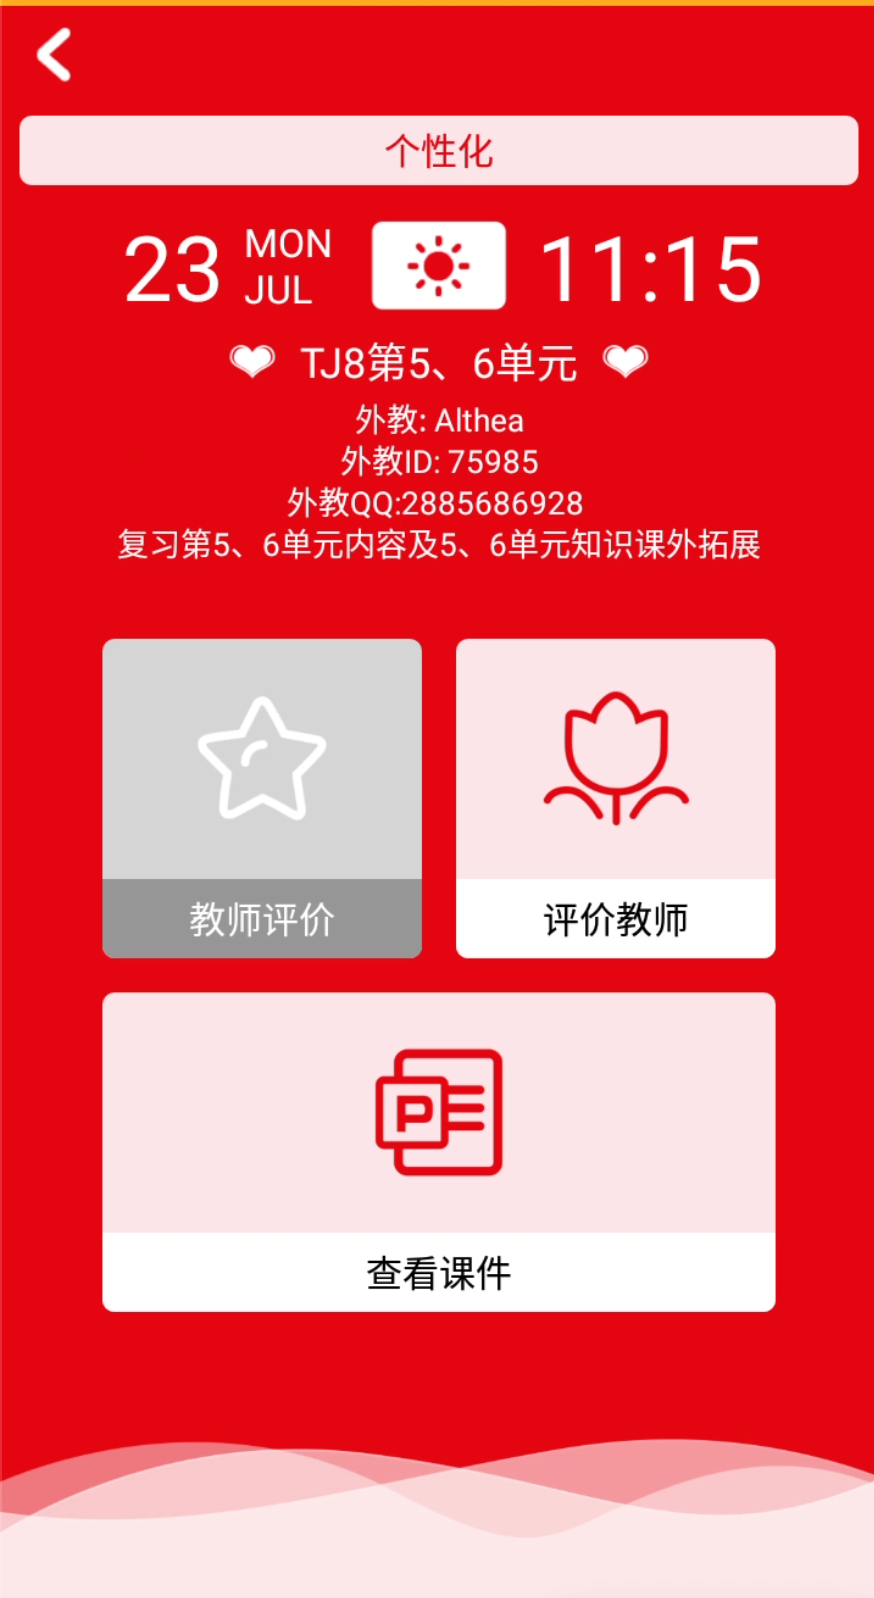 个性化
23 MON JUL 11:15
TJ8第5、6单元
外教: Althea
外教ID: 75985
外教QQ:2885686928
复习第5、6单元内容及5、6单元知识课外拓展
教师评价
评价教师
P
查看课件